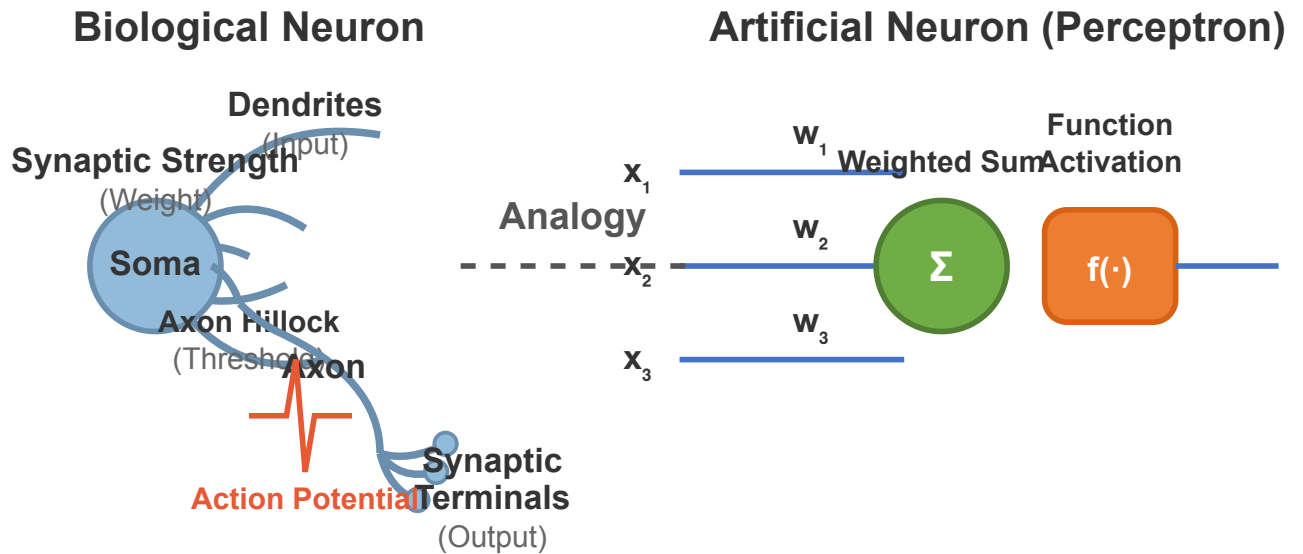 Biological Neuron
Artificial Neuron (Perceptron)
Dendrites
(Input)
Synaptic Strength
(Weight)
Soma
Axon Hillock
(Threshold)
Axon
Action Potential
Synaptic
Terminals
(Output)
Analogy
x₁
x₂
x₃
w₁
w₂
w₃
Weighted Sum
Σ
Function
Activation
f(·)